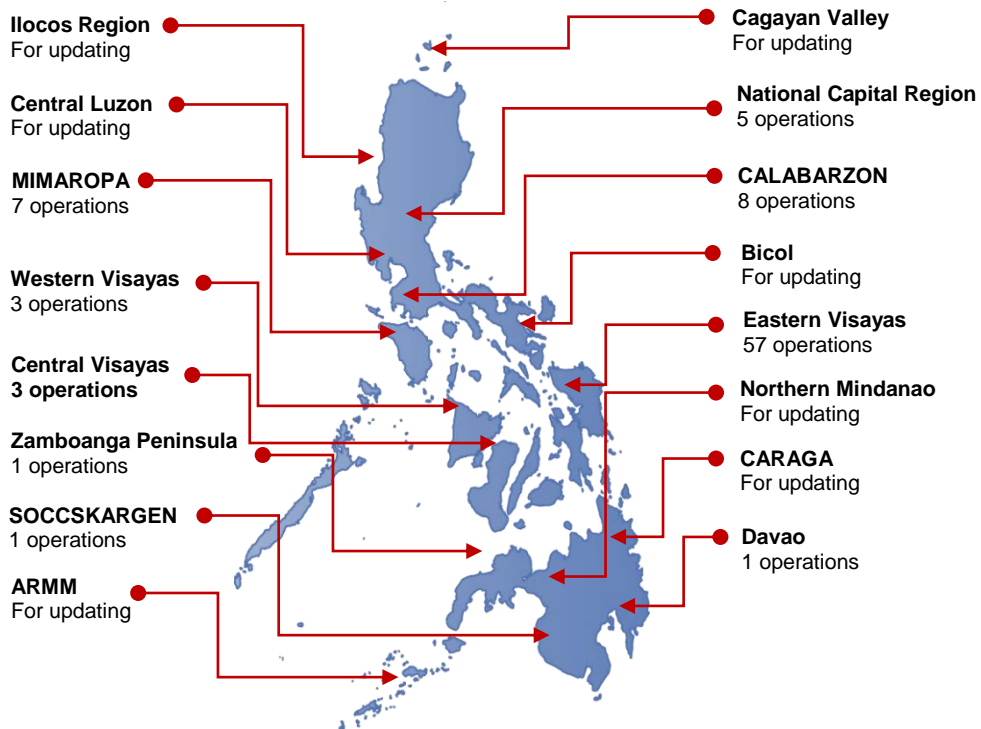 Ilocos Region
For updating
Central Luzon
For updating
MIMAROPA
7 operations
Western Visayas
3 operations
Central Visayas
3 operations
Zamboanga Peninsula
1 operations
SOCCSKARGEN
1 operations
ARMM
For updating
Cagayan Valley
For updating
National Capital Region
5 operations
CALABARZON
8 operations
Bicol
For updating
Eastern Visayas
57 operations
Northern Mindanao
For updating
CARAGA
For updating
Davao
1 operations